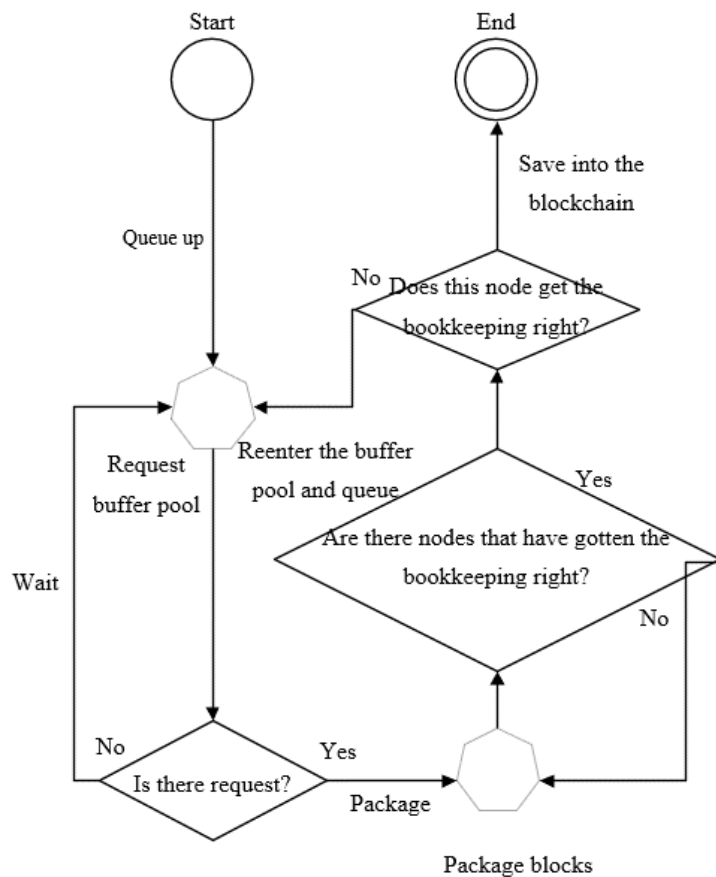 Start
End
Save into the
blockchain
Queue up
No
Does this node get the
bookkeeping right?
Request
buffer pool
Reenter the buffer
pool and queue
Yes
Are there nodes that have gotten the
bookkeeping right?
Wait
No
No
Yes
Is there request?
Package
Package blocks